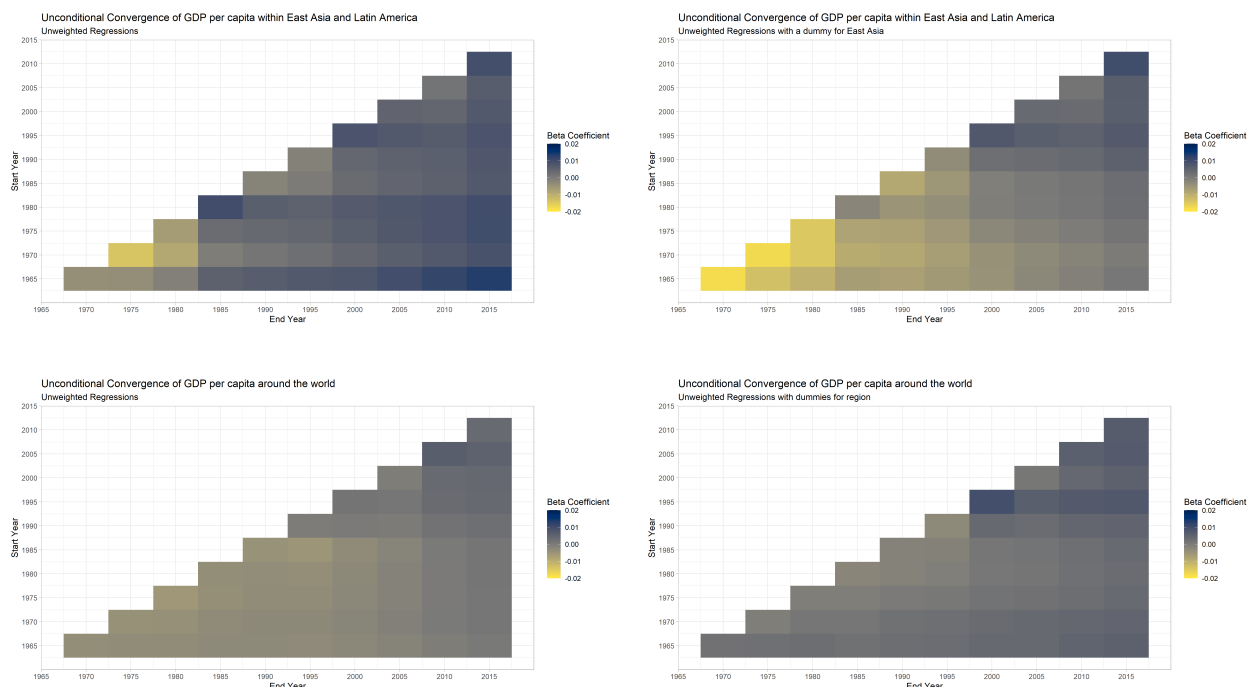 Unconditional Convergence of GDP per capita within East Asia and Latin America
Unweighted Regressions
2015
2010
2005
2000
1995
1990
1985
1980
1975
1970
1965
Start Year
1965 1970 1975 1980 1985 1990 1995 2000 2005 2010 2015
End Year
Beta Coefficient
0.02
0.01
0.00
-0.01
-0.02
Unconditional Convergence of GDP per capita within East Asia and Latin America
Unweighted Regressions with a dummy for East Asia
2015
2010
2005
2000
1995
1990
1985
1980
1975
1970
1965
Start Year
1965 1970 1975 1980 1985 1990 1995 2000 2005 2010 2015
End Year
Beta Coefficient
0.02
0.01
0.00
-0.01
-0.02
Unconditional Convergence of GDP per capita around the world
Unweighted Regressions
2015
2010
2005
2000
1995
1990
1985
1980
1975
1970
1965
Start Year
1965 1970 1975 1980 1985 1990 1995 2000 2005 2010 2015
End Year
Beta Coefficient
0.02
0.01
0.00
-0.01
-0.02
Unconditional Convergence of GDP per capita around the world
Unweighted Regressions with dummies for region
2015
2010
2005
2000
1995
1990
1985
1980
1975
1970
1965
Start Year
1965 1970 1975 1980 1985 1990 1995 2000 2005 2010 2015
End Year
Beta Coefficient
0.02
0.01
0.00
-0.01
-0.02